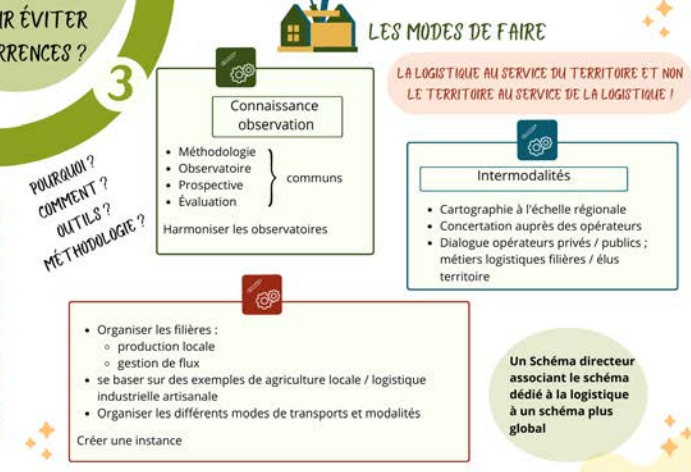 IR ÉVITER
RRENCES ?
3
LES MODES DE FAIRE
LA LOGISTIQUE AU SERVICE DU TERRITOIRE ET NON
LE TERRITOIRE AU SERVICE DE LA LOGISTIQUE !
POURQUOI ?
COMMENT ?
OUTILS ?
MÉTHODOLOGIE ?
Connaissance
observation
• Méthodologie
• Observatoire
• Prospective
• Évaluation
communs
Harmoniser les observatoires
Intermodalités
• Cartographie à l'échelle régionale
• Concertation auprès des opérateurs
• Dialogue opérateurs privés / publics ;
métiers logistiques filières / élus
territoire
• Organiser les filières :
◦ production locale
◦ gestion de flux
• se baser sur des exemples de agriculture locale / logistique
industrielle artisanale
• Organiser les différents modes de transports et modalités
Créer une instance
Un Schéma directeur
associant le schéma
dédié à la logistique
à un schéma plus
global